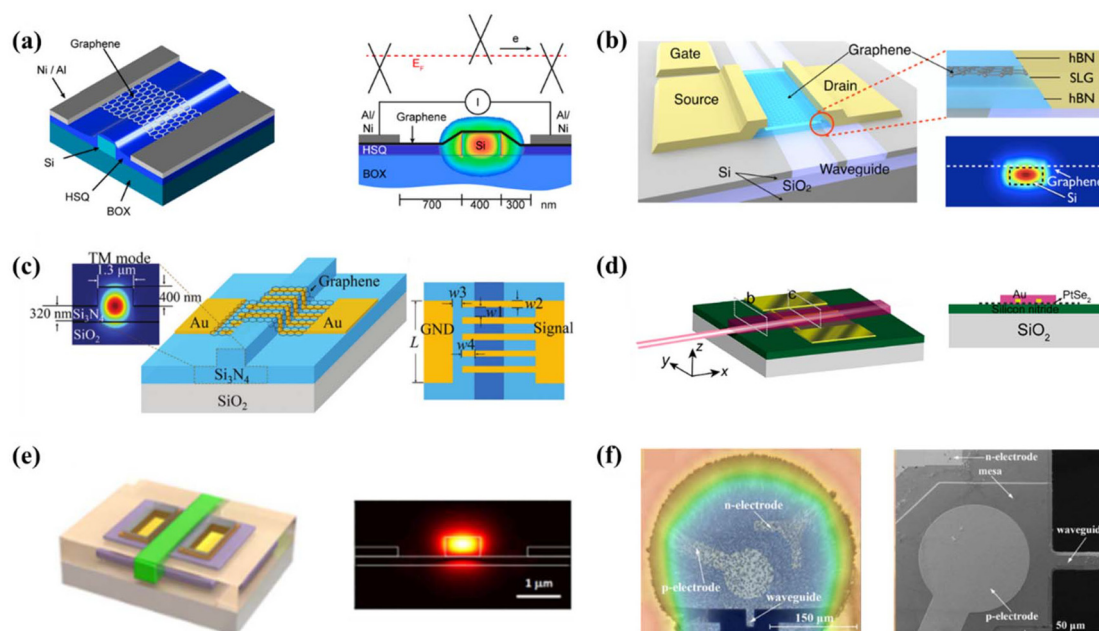 (a)
Graphene
Ni / Al
Si
HSQ
BOX
e
E_F
I
Al/
Ni
Graphene
Al/
Ni
HSQ
Si
BOX
700 400 300 nm
(b)
Gate
Source
Graphene
Drain
Si
SiO₂
Waveguide
hBN
SLG
hBN
Graphene
Si
(c)
TM mode
1.3 μm
400 nm
320 nm
SiO₂
Graphene
Au
Au
Si₃N₄
SiO₂
w3
w2
w1
GND
Signal
L
w4
(d)
b
c
z
y
x
Au
PtSe₂
Silicon nitride
SiO₂
(e)
1 μm
(f)
n-electrode
p-electrode
waveguide
150 μm
n-electrode
mesa
waveguide
p-electrode
50 μm